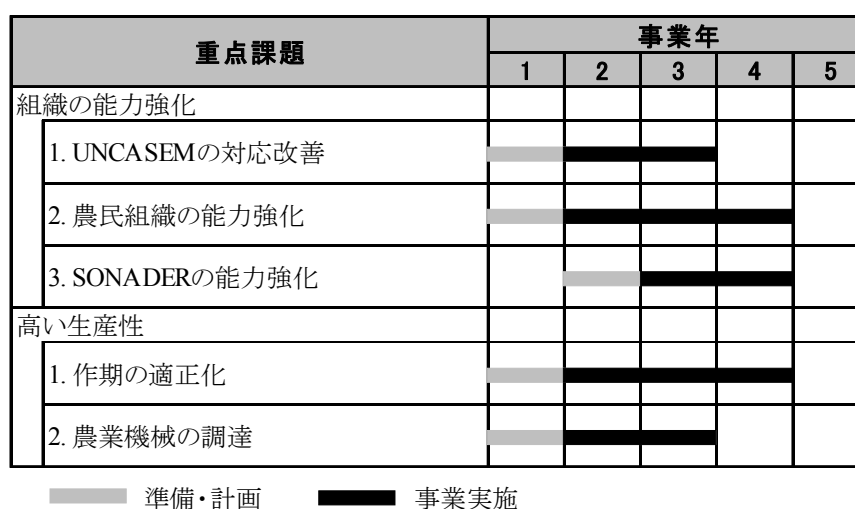 重点課題
事業年
1 2 3 4 5
組織の能力強化
1. UNCASEMの対応改善
2. 農民組織の能力強化
3. SONADERの能力強化
高い生産性
1. 作期の適正化
2. 農業機械の調達
準備・計画 事業実施